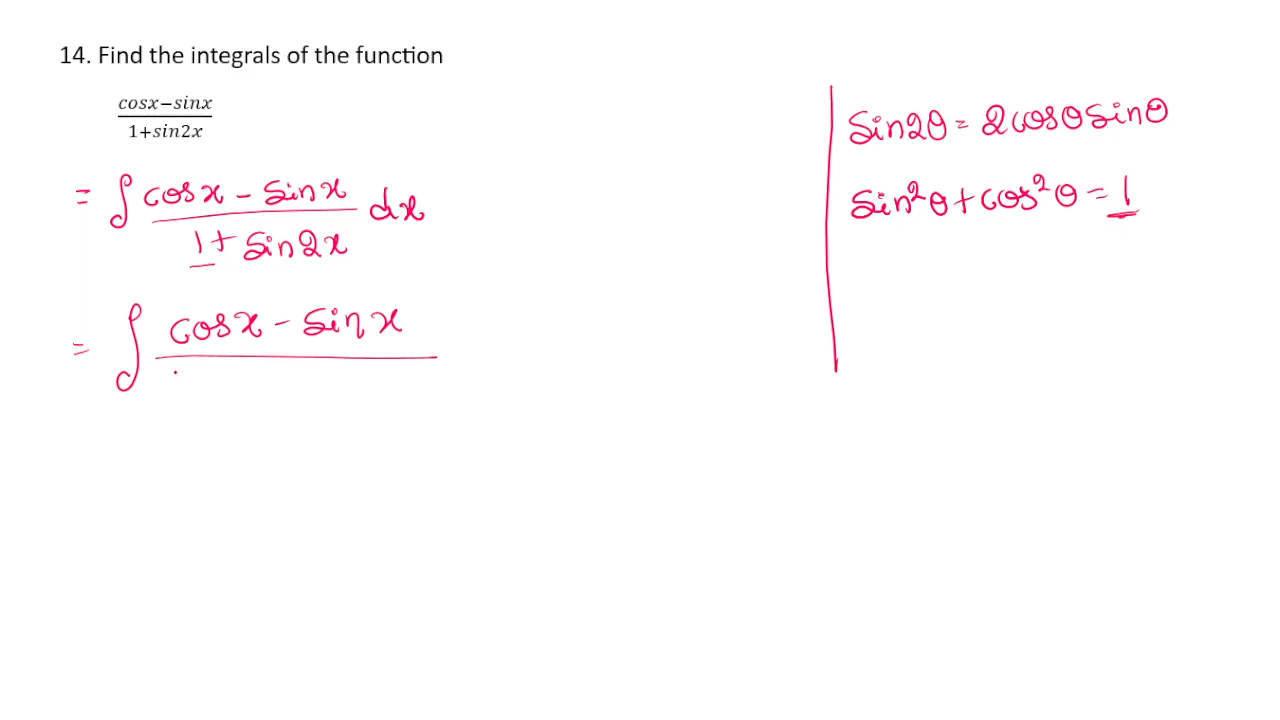 14. Find the integrals of the function
cosx−sinx
1+sin2x
= ∫ cosx - sinx dx
1 + sin2x
= ∫ cosx - sinx
sin2θ = 2cosθsinθ
sin²θ + cos²θ = 1